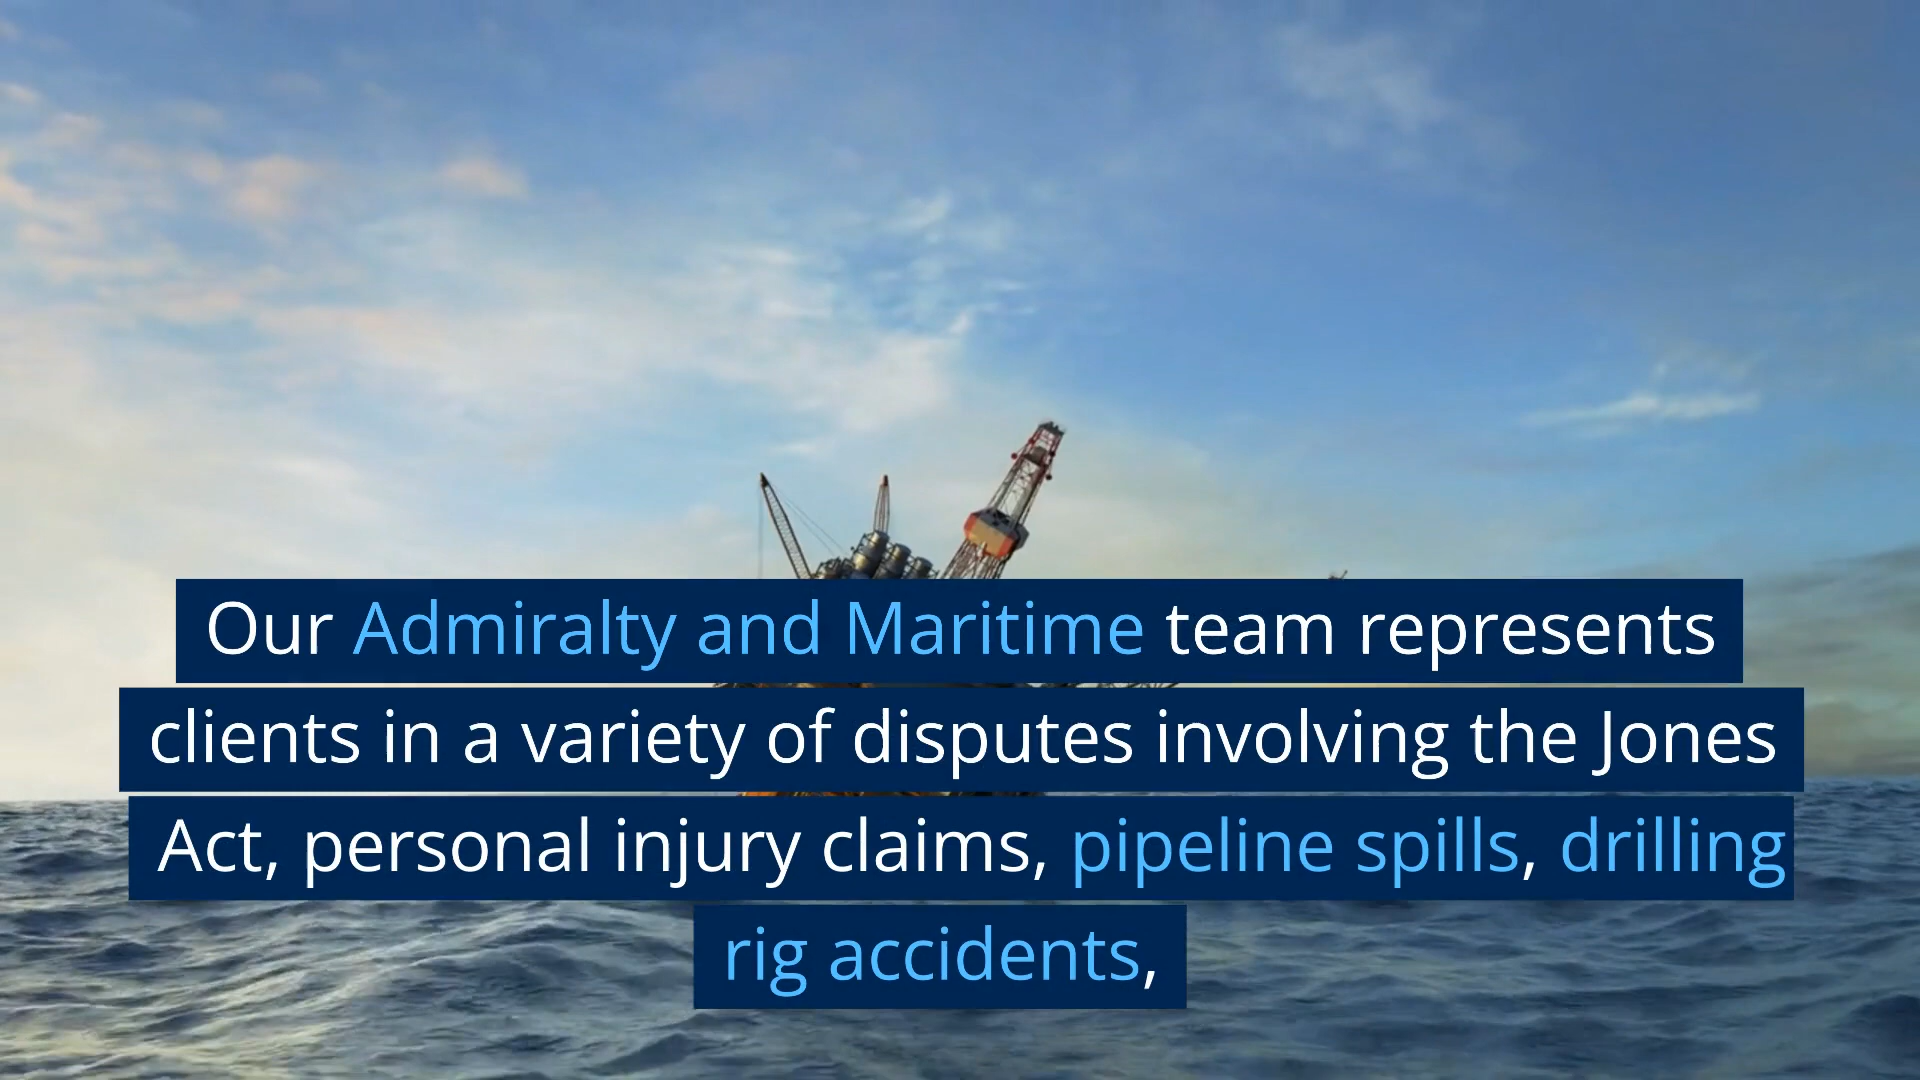 Our Admiralty and Maritime team represents
clients in a variety of disputes involving the Jones
Act, personal injury claims, pipeline spills, drilling
rig accidents,